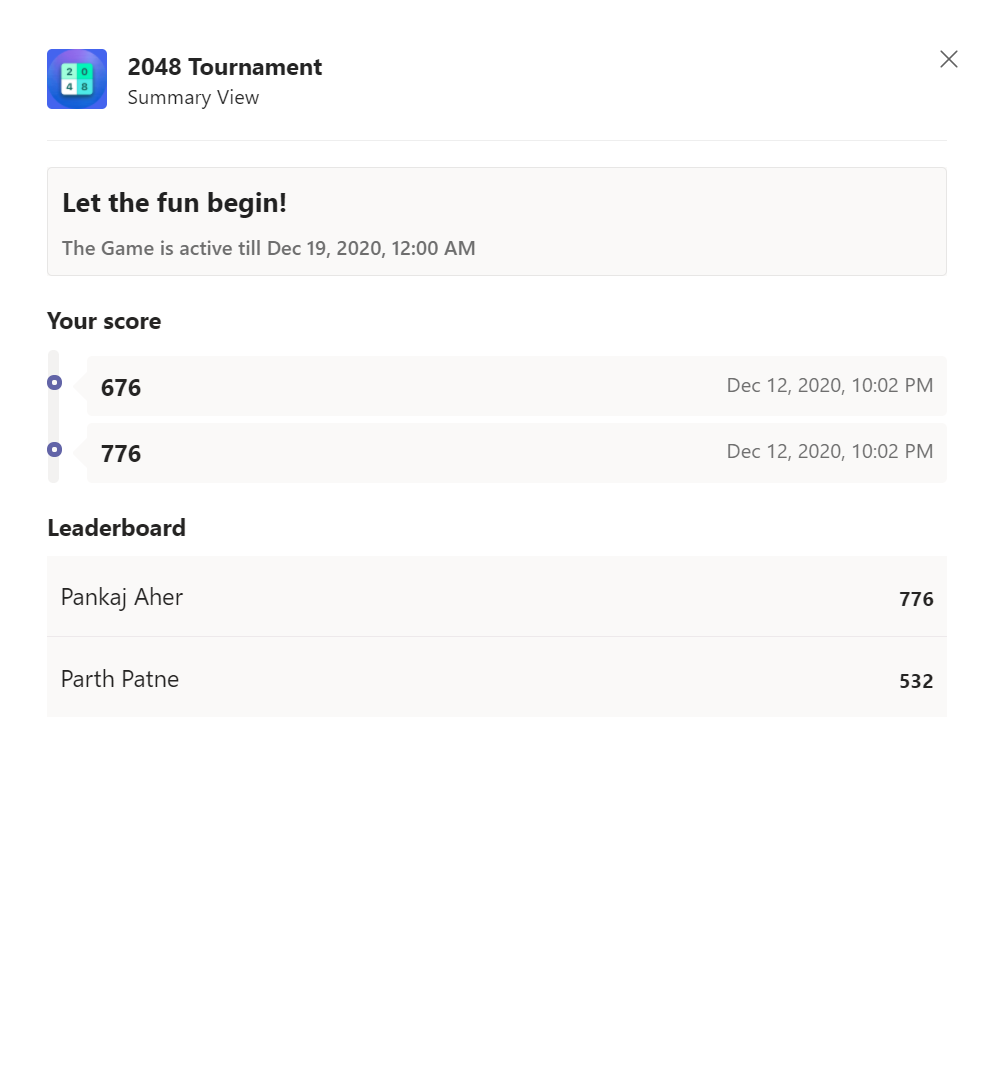 2 0
4 8
2048 Tournament
Summary View
Let the fun begin!
The Game is active till Dec 19, 2020, 12:00 AM
Your score
676 Dec 12, 2020, 10:02 PM
776 Dec 12, 2020, 10:02 PM
Leaderboard
Pankaj Aher 776
Parth Patne 532